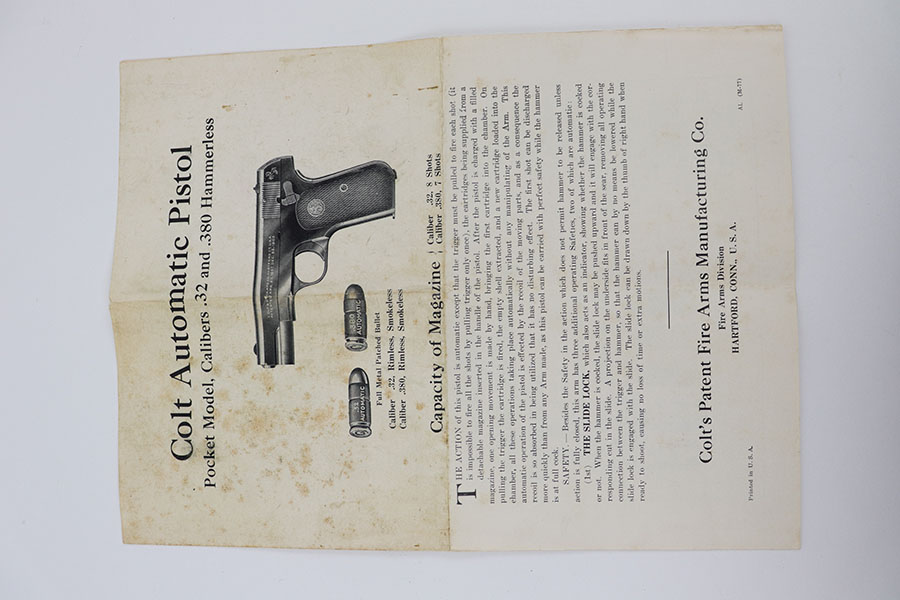 Colt Automatic Pistol
Pocket Model, Calibers .32 and .380 Hammerless
.32
AUTOMATIC
.380
AUTOMATIC
Full Metal Patched Bullet
Caliber .32, Rimless, Smokeless
Caliber .380, Rimless, Smokeless
Capacity of Magazine { Caliber .32, 8 Shots
Caliber .380, 7 Shots
THE ACTION of this pistol is automatic except that the trigger must be pulled to fire each shot (it
is impossible to fire all the shots by pulling trigger only once), the cartridges being supplied from a
detachable magazine inserted in the handle of the pistol. After the pistol is charged with a filled
magazine, one opening movement is made by hand, bringing the first cartridge into the chamber. On
pulling the trigger the cartridge is fired, the empty shell extracted, and a new cartridge loaded into the
chamber, all these operations taking place automatically without any manipulating of the Arm. This
automatic operation of the pistol is effected by the recoil of the moving parts, and as a consequence the
recoil is so absorbed in being utilized that it has no disturbing effect. The first shot can be discharged
more quickly than from any Arm made, as this pistol can be carried with perfect safety while the hammer
is at full cock.
SAFETY. — Besides the Safety in the action which does not permit hammer to be released unless
action is fully closed, this arm has three additional operating Safeties, two of which are automatic:
(1st) THE SLIDE LOCK, which also acts as an indicator, showing whether the hammer is cocked
or not. When the hammer is cocked, the slide lock may be pushed upward and it will engage with the cor-
responding cut in the slide. A projection on the underside fits in front of the sear, removing all operating
connection between the trigger and hammer, so that the hammer can by no means be lowered while the
slide lock is engaged with the slide. The slide lock can be drawn down by the thumb of right hand when
ready to shoot, causing no loss of time or extra motions.
Colt's Patent Fire Arms Manufacturing Co.
Fire Arms Division
HARTFORD, CONN., U. S. A.
Printed in U. S. A.
AL (M-77)